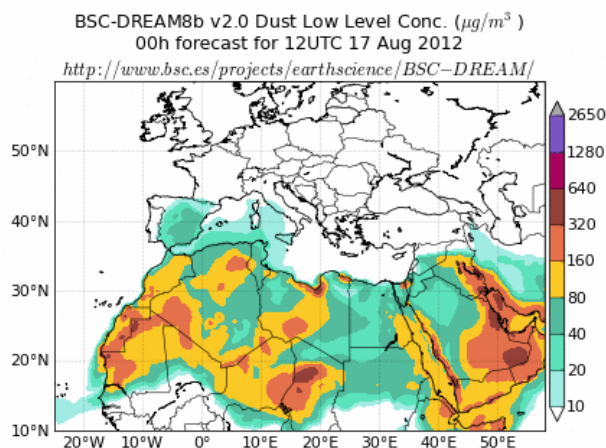 BSC-DREAM8b v2.0 Dust Low Level Conc. (μg/m³ )
00h forecast for 12UTC 17 Aug 2012
http://www.bsc.es/projects/earthscience/BSC−DREAM/
2650
50°N 1280
640
40°N 320
160
30°N 80
40
20°N 20
10
10°N
20°W 10°W 0° 10°E 20°E 30°E 40°E 50°E